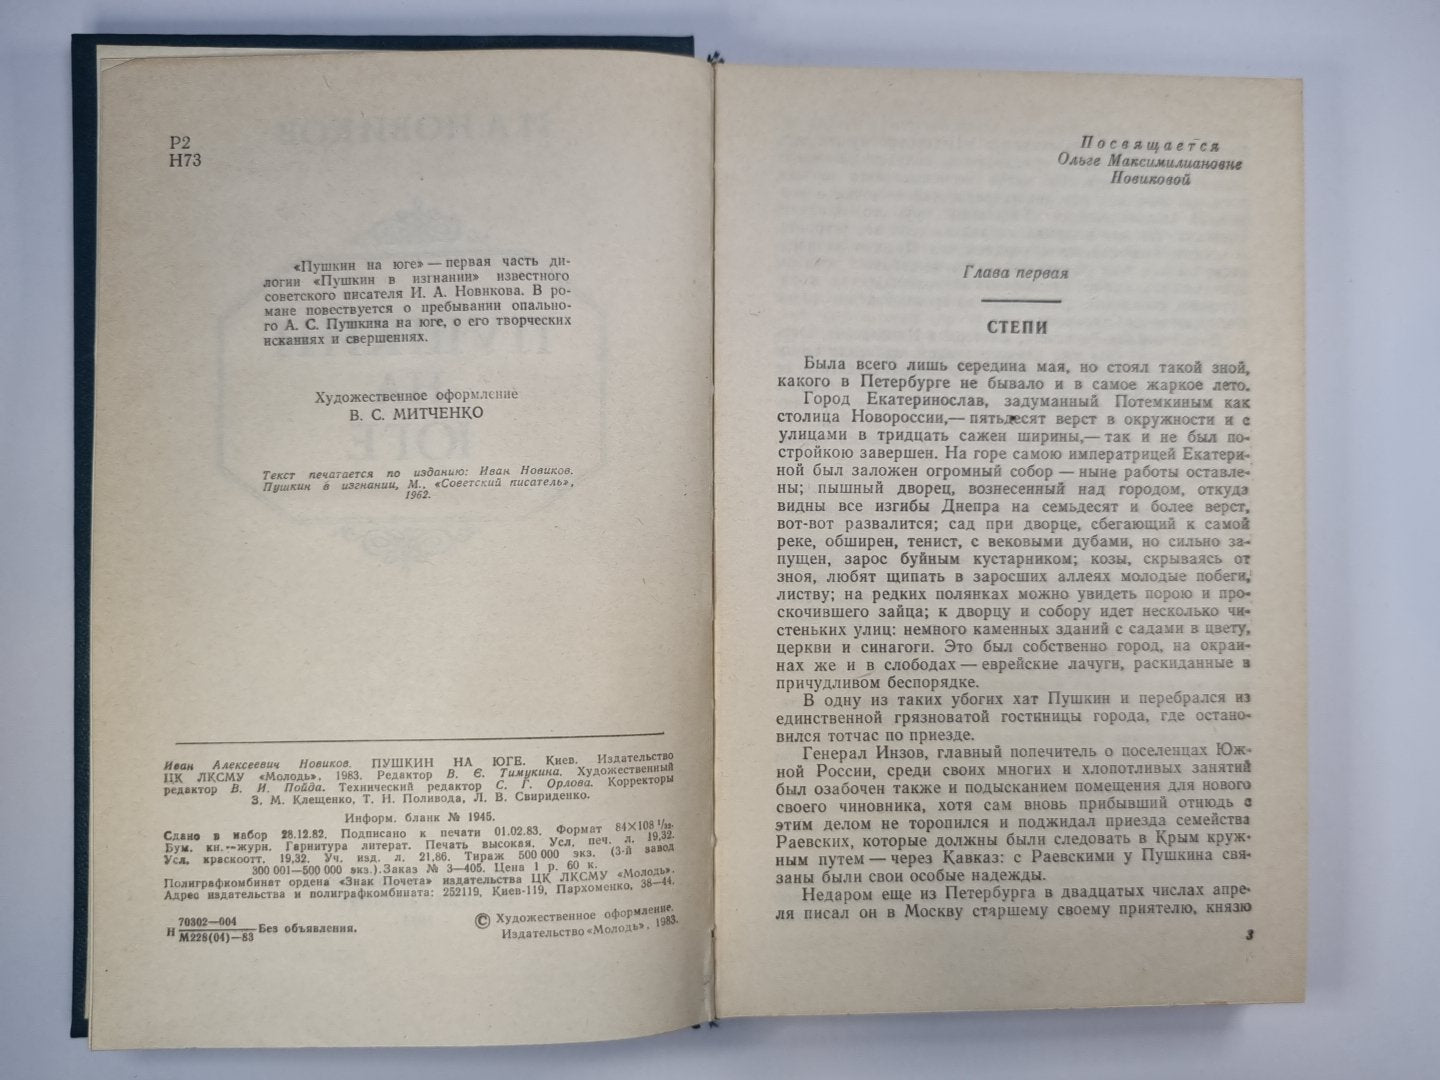 Р2
Н73
«Пушкин на юге» — первая часть ди-
логии «Пушкин в изгнании» известного
советского писателя И. А. Новикова. В ро-
мане повествуется о пребывании опально-
го А. С. Пушкина на юге, о его творческих
исканиях и свершениях.
Художественное оформление
В. С. МИТЧЕНКО
Текст печатается по изданию: Иван Новиков.
Пушкин в изгнании, М., «Советский писатель»,
1962.
Иван Алексеевич Новиков. ПУШКИН НА ЮГЕ. Киев. Издательство
ЦК ЛКСМУ «Молодь», 1983. Редактор В. Є. Тимукина. Художественный
редактор В. И. Пойда. Технический редактор С. Г. Орлова. Корректоры
З. М. Клещенко, Т. Н. Поливода, Л. В. Свириденко.
Информ. бланк № 1945.
Сдано в набор 28.12.82. Подписано к печати 01.02.83. Формат 84×108 1/32.
Бум. кн.-журн. Гарнитура литерат. Печать высокая. Усл. печ. л. 19,32.
Усл. краскоотт. 19,32. Уч. изд. л. 21,86. Тираж 500 000 экз. (3-й завод
300 001—500 000 экз.). Заказ № 3—405. Цена 1 р. 60 к.
Полиграфкомбинат ордена «Знак Почета» издательства ЦК ЛКСМУ «Молодь».
Адрес издательства и полиграфкомбината: 252119, Киев-119, Пархоменко, 38—44.
Н 70302—004
М228(04)—83 Без объявления.
© Художественное оформление.
Издательство «Молодь», 1983.
Посвящается
Ольге Максимилиановне
Новиковой
Глава первая
СТЕПИ
Была всего лишь середина мая, но стоял такой зной,
какого в Петербурге не бывало и в самое жаркое лето.
Город Екатеринослав, задуманный Потемкиным как
столица Новороссии,— пятьдесят верст в окружности и с
улицами в тридцать сажен ширины,— так и не был по-
стройкою завершен. На горе самою императрицей Екатери-
ной был заложен огромный собор — ныне работы оставле-
ны; пышный дворец, вознесенный над городом, откуда
видны все изгибы Днепра на семьдесят и более верст,
вот-вот развалится; сад при дворце, сбегающий к самой
реке, обширен, тенист, с вековыми дубами, но сильно за-
пущен, зарос буйным кустарником; козы, скрываясь от
зноя, любят щипать в заросших аллеях молодые побеги,
листву; на редких полянках можно увидеть порою и про-
скочившего зайца; к дворцу и собору идет несколько чи-
стеньких улиц: немного каменных зданий с садами в цвету,
церкви и синагоги. Это был собственно город, на окраи-
нах же и в слободах — еврейские лачуги, раскиданные в
причудливом беспорядке.
В одну из таких убогих хат Пушкин и перебрался из
единственной грязноватой гостиницы города, где остано-
вился тотчас по приезде.
Генерал Инзов, главный попечитель о поселенцах Юж-
ной России, среди своих многих и хлопотливых занятий
был озабочен также и подысканием помещения для нового
своего чиновника, хотя сам вновь прибывший отнюдь с
этим делом не торопился и поджидал приезда семейства
Раевских, которые должны были следовать в Крым круж-
ным путем — через Кавказ: с Раевскими у Пушкина свя-
заны были свои особые надежды.
Недаром еще из Петербурга в двадцатых числах апре-
ля писал он в Москву старшему своему приятелю, князю
3